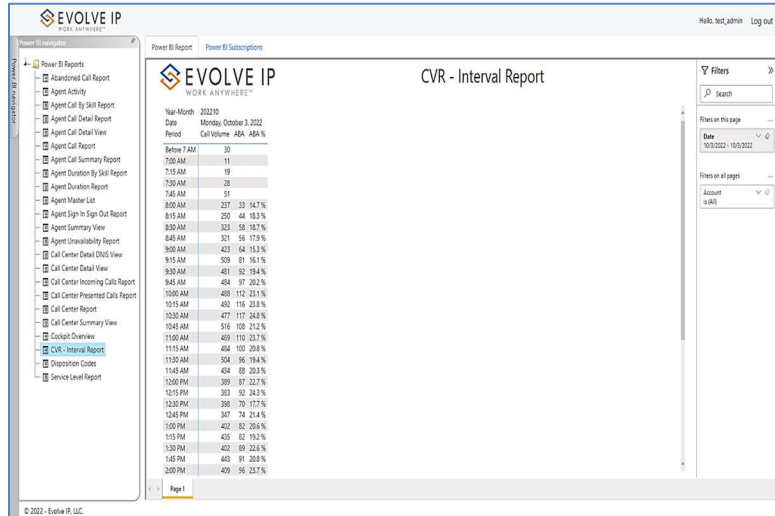 EVOLVE IP
WORK ANYWHERE™
Hello. test_admin Log out
Power BI navigator
Power BI navigator
Power BI Reports
Abandoned Call Report
Agent Activity
Agent Call By Skill Report
Agent Call Detail Report
Agent Call Detail View
Agent Call Report
Agent Call Summary Report
Agent Duration By Skill Report
Agent Duration Report
Agent Master List
Agent Sign In Sign Out Report
Agent Summary View
Agent Unavailability Report
Call Center Detail DNIS View
Call Center Detail View
Call Center Incoming Calls Report
Call Center Presented Calls Report
Call Center Report
Call Center Summary View
Cockpit Overview
CVR - Interval Report
Disposition Codes
Service Level Report
Power BI Report Power BI Subscriptions
EVOLVE IP
WORK ANYWHERE™
CVR - Interval Report
Year-Month 202210
Date Monday, October 3, 2022
Period Call Volume ABA ABA %
Before 7 AM 30
7:00 AM 11
7:15 AM 19
7:30 AM 28
7:45 AM 51
8:00 AM 237 33 14.7 %
8:15 AM 250 44 18.3 %
8:30 AM 323 58 18.7 %
8:45 AM 321 56 17.9 %
9:00 AM 423 64 15.3 %
9:15 AM 509 81 16.1 %
9:30 AM 481 92 19.4 %
9:45 AM 484 97 20.2 %
10:00 AM 488 112 23.1 %
10:15 AM 492 116 23.8 %
10:30 AM 477 117 24.8 %
10:45 AM 516 108 21.2 %
11:00 AM 469 110 23.7 %
11:15 AM 484 100 20.8 %
11:30 AM 504 96 19.4 %
11:45 AM 434 88 20.3 %
12:00 PM 389 87 22.7 %
12:15 PM 383 92 24.3 %
12:30 PM 398 70 17.7 %
12:45 PM 347 74 21.4 %
1:00 PM 402 82 20.6 %
1:15 PM 435 82 19.2 %
1:30 PM 402 89 22.6 %
1:45 PM 443 91 20.8 %
2:00 PM 409 96 23.7 %
Page 1
Filters
Search
Filters on this page
Date
10/3/2022 - 10/3/2022
Filters on all pages
Account
is (All)
© 2022 - Evolve IP, LLC.